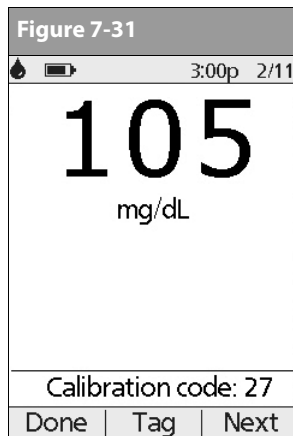 Figure 7-31
3:00p 2/11
105
mg/dL
Calibration code: 27
Done | Tag | Next